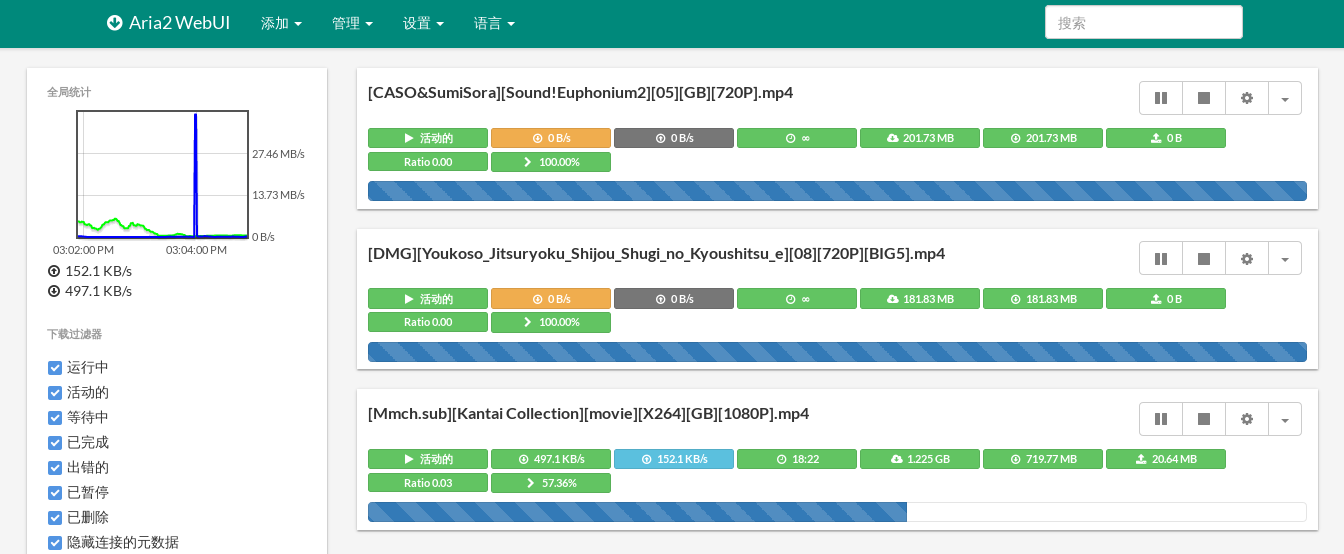 Aria2 WebUI 添加 管理 设置 语言 搜索
全局统计
27.46 MB/s
13.73 MB/s
0 B/s
03:02:00 PM 03:04:00 PM
152.1 KB/s
497.1 KB/s
下载过滤器
运行中
活动的
等待中
已完成
出错的
已暂停
已删除
隐藏连接的元数据
[CASO&SumiSora][Sound!Euphonium2][05][GB][720P].mp4
活动的 0 B/s 0 B/s ∞ 201.73 MB 201.73 MB 0 B
Ratio 0.00 100.00%
[DMG][Youkoso_Jitsuryoku_Shijou_Shugi_no_Kyoushitsu_e][08][720P][BIG5].mp4
活动的 0 B/s 0 B/s ∞ 181.83 MB 181.83 MB 0 B
Ratio 0.00 100.00%
[Mmch.sub][Kantai Collection][movie][X264][GB][1080P].mp4
活动的 497.1 KB/s 152.1 KB/s 18:22 1.225 GB 719.77 MB 20.64 MB
Ratio 0.03 57.36%